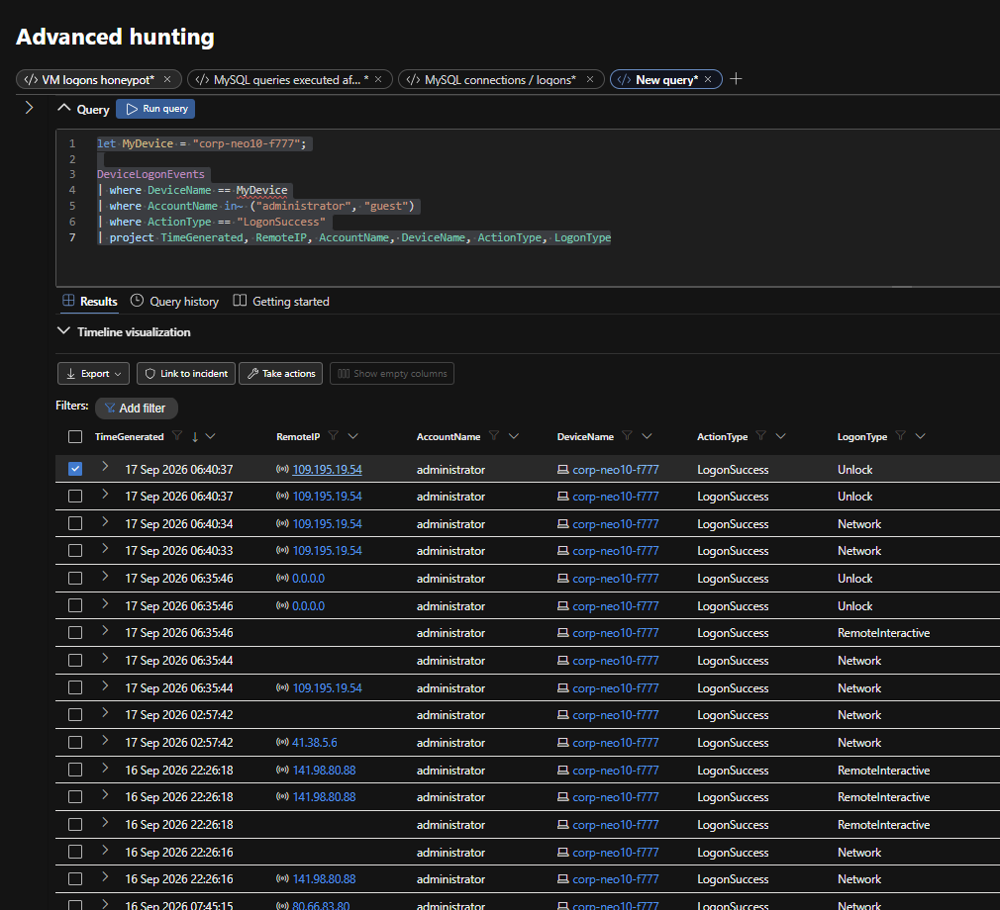 Advanced hunting
</> VM logons honeypot* ×
</> MySQL queries executed af... * ×
</> MySQL connections / logons* ×
</> New query* × +
Query Run query
1 let MyDevice = "corp-neo10-f777";
2
3 DeviceLogonEvents
4 | where DeviceName == MyDevice
5 | where AccountName in~ ("administrator", "guest")
6 | where ActionType == "LogonSuccess"
7 | project TimeGenerated, RemoteIP, AccountName, DeviceName, ActionType, LogonType
Results Query history Getting started
Timeline visualization
Export Link to incident Take actions Show empty columns
Filters: Add filter
TimeGenerated RemoteIP AccountName DeviceName ActionType LogonType
17 Sep 2026 06:40:37 109.195.19.54 administrator corp-neo10-f777 LogonSuccess Unlock
17 Sep 2026 06:40:37 109.195.19.54 administrator corp-neo10-f777 LogonSuccess Unlock
17 Sep 2026 06:40:34 109.195.19.54 administrator corp-neo10-f777 LogonSuccess Network
17 Sep 2026 06:40:33 109.195.19.54 administrator corp-neo10-f777 LogonSuccess Network
17 Sep 2026 06:35:46 0.0.0.0 administrator corp-neo10-f777 LogonSuccess Unlock
17 Sep 2026 06:35:46 0.0.0.0 administrator corp-neo10-f777 LogonSuccess Unlock
17 Sep 2026 06:35:46 administrator corp-neo10-f777 LogonSuccess RemoteInteractive
17 Sep 2026 06:35:44 administrator corp-neo10-f777 LogonSuccess Network
17 Sep 2026 06:35:44 109.195.19.54 administrator corp-neo10-f777 LogonSuccess Network
17 Sep 2026 02:57:42 administrator corp-neo10-f777 LogonSuccess Network
17 Sep 2026 02:57:42 41.38.5.6 administrator corp-neo10-f777 LogonSuccess Network
16 Sep 2026 22:26:18 141.98.80.88 administrator corp-neo10-f777 LogonSuccess RemoteInteractive
16 Sep 2026 22:26:18 141.98.80.88 administrator corp-neo10-f777 LogonSuccess RemoteInteractive
16 Sep 2026 22:26:18 administrator corp-neo10-f777 LogonSuccess RemoteInteractive
16 Sep 2026 22:26:16 administrator corp-neo10-f777 LogonSuccess Network
16 Sep 2026 22:26:16 141.98.80.88 administrator corp-neo10-f777 LogonSuccess Network
16 Sep 2026 07:45:15 80.66.83.80 administrator corp-neo10-f777 LogonSuccess Network